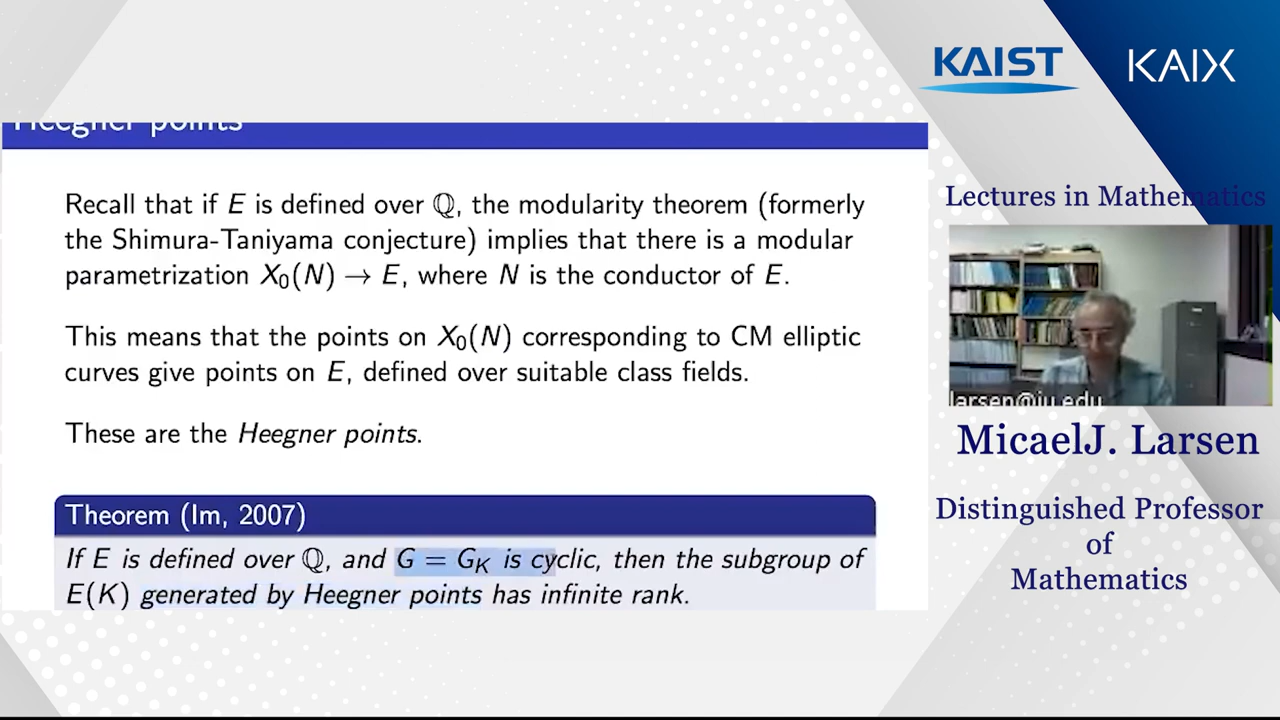 KAIST
KAIX
Heegner points
Recall that if E is defined over ℚ, the modularity theorem (formerly
the Shimura-Taniyama conjecture) implies that there is a modular
parametrization X₀(N) → E, where N is the conductor of E.
This means that the points on X₀(N) corresponding to CM elliptic
curves give points on E, defined over suitable class fields.
These are the Heegner points.
Theorem (Im, 2007)
If E is defined over ℚ, and G = G_K is cyclic, then the subgroup of
E(K) generated by Heegner points has infinite rank.
Lectures in Mathematics
larsen@iu.edu
MicaelJ. Larsen
Distinguished Professor
of
Mathematics